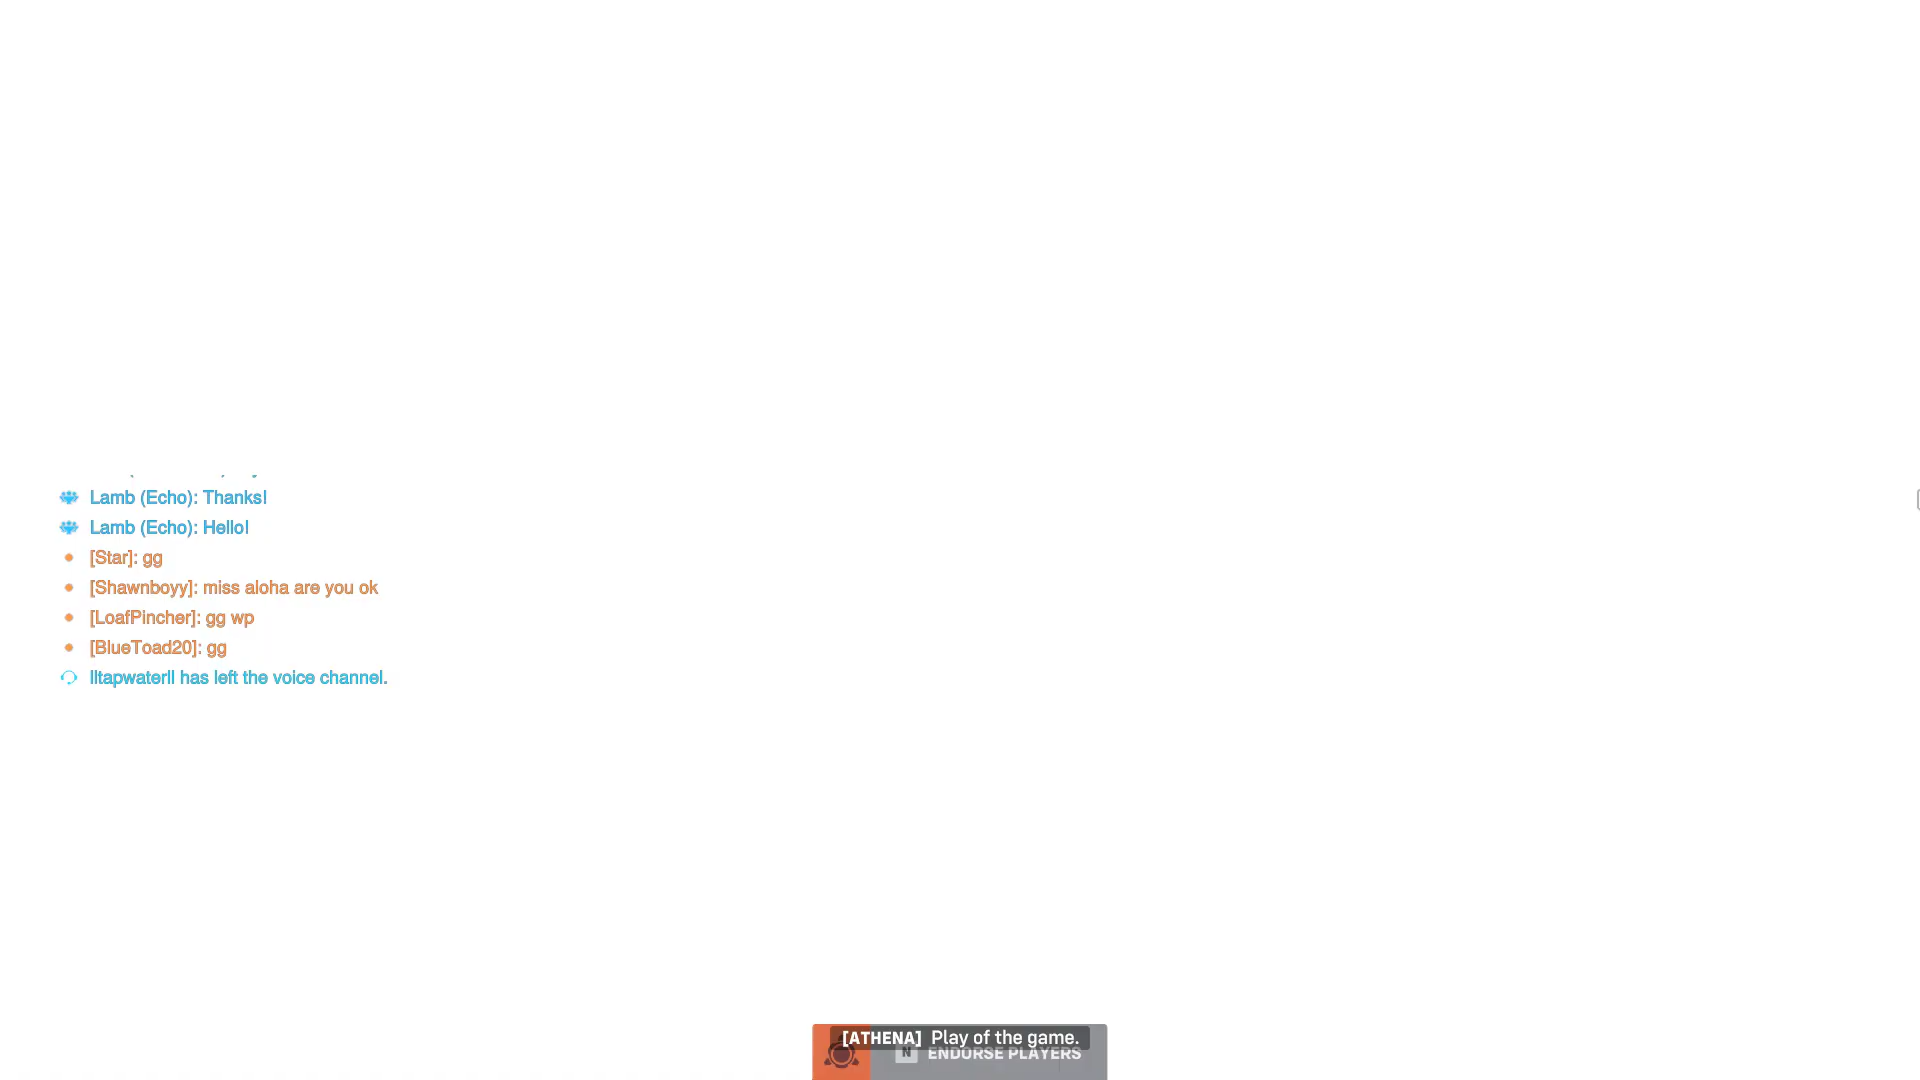 Lamb (Echo): Thanks!
Lamb (Echo): Hello!
[Star]: gg
[Shawnboyy]: miss aloha are you ok
[LoafPincher]: gg wp
[BlueToad20]: gg
lltapwaterll has left the voice channel.
[ATHENA] Play of the game.
N ENDORSE PLAYERS